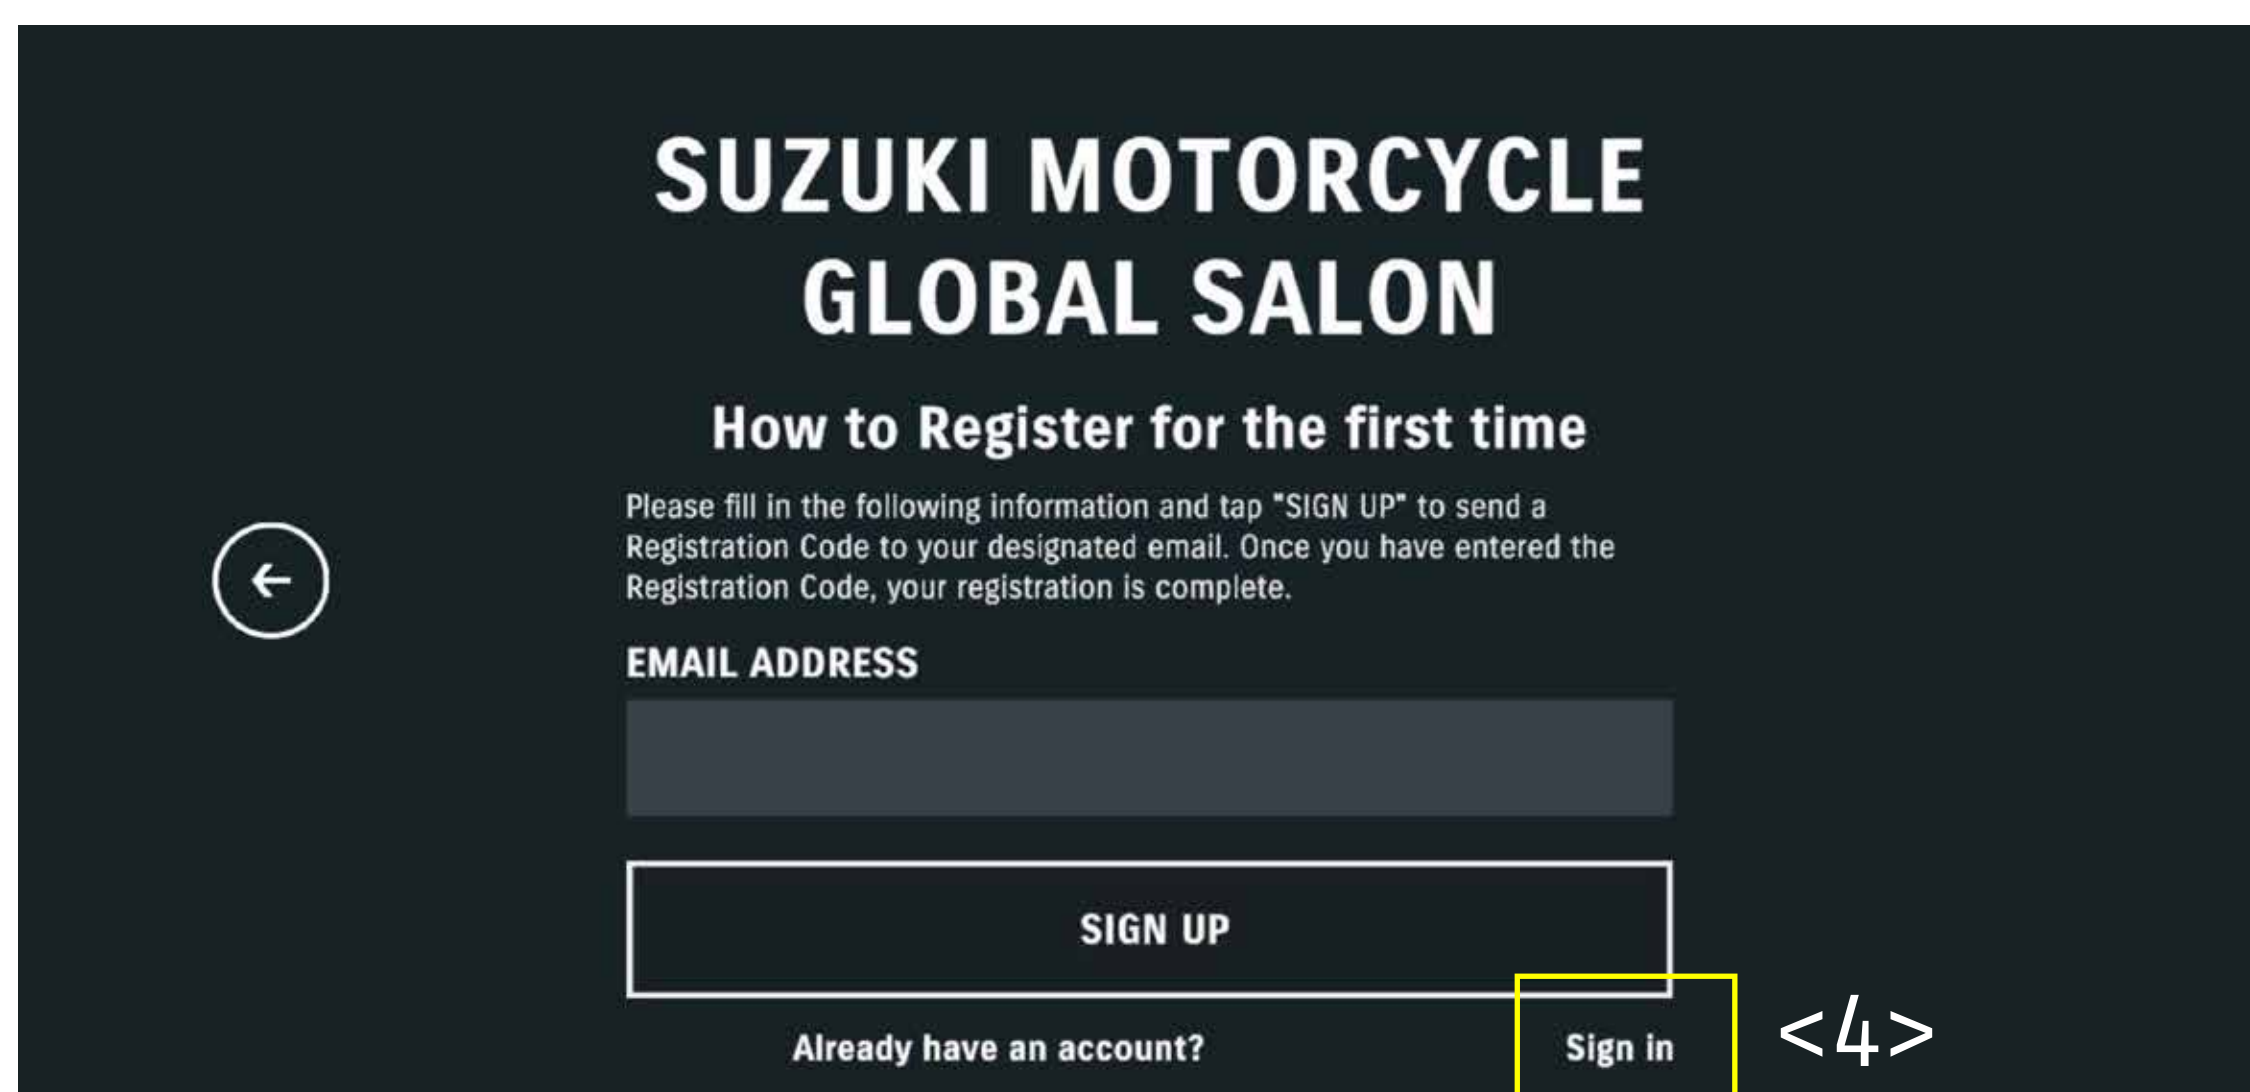 SUZUKI MOTORCYCLE
GLOBAL SALON
How to Register for the first time
Please fill in the following information and tap "SIGN UP" to send a
Registration Code to your designated email. Once you have entered the
Registration Code, your registration is complete.
EMAIL ADDRESS
SIGN UP
Already have an account? Sign in <4>